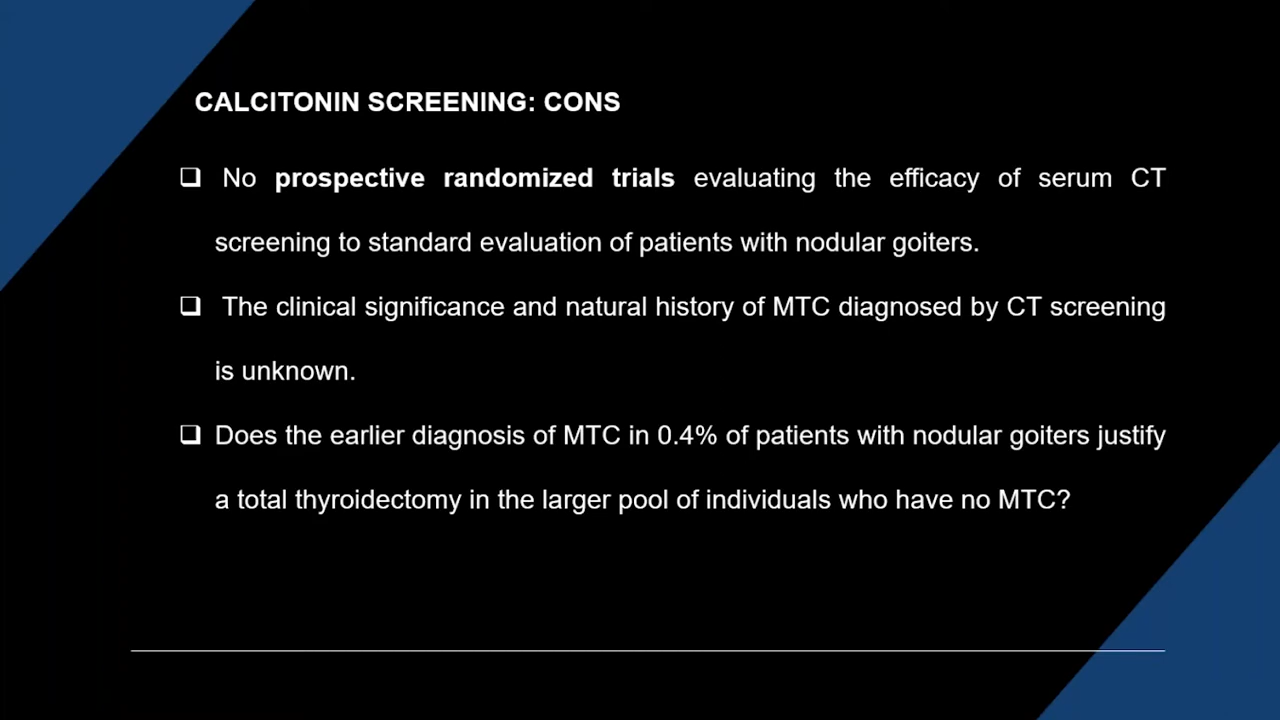 CALCITONIN SCREENING: CONS
❑ No prospective randomized trials evaluating the efficacy of serum CT
screening to standard evaluation of patients with nodular goiters.
❑ The clinical significance and natural history of MTC diagnosed by CT screening
is unknown.
❑ Does the earlier diagnosis of MTC in 0.4% of patients with nodular goiters justify
a total thyroidectomy in the larger pool of individuals who have no MTC?